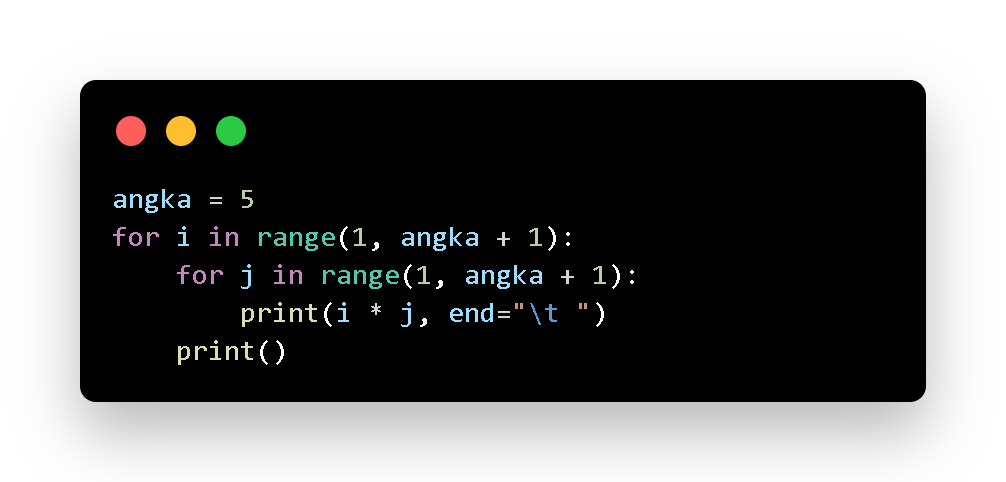 angka = 5
for i in range(1, angka + 1):
    for j in range(1, angka + 1):
        print(i * j, end="\t ")
    print()